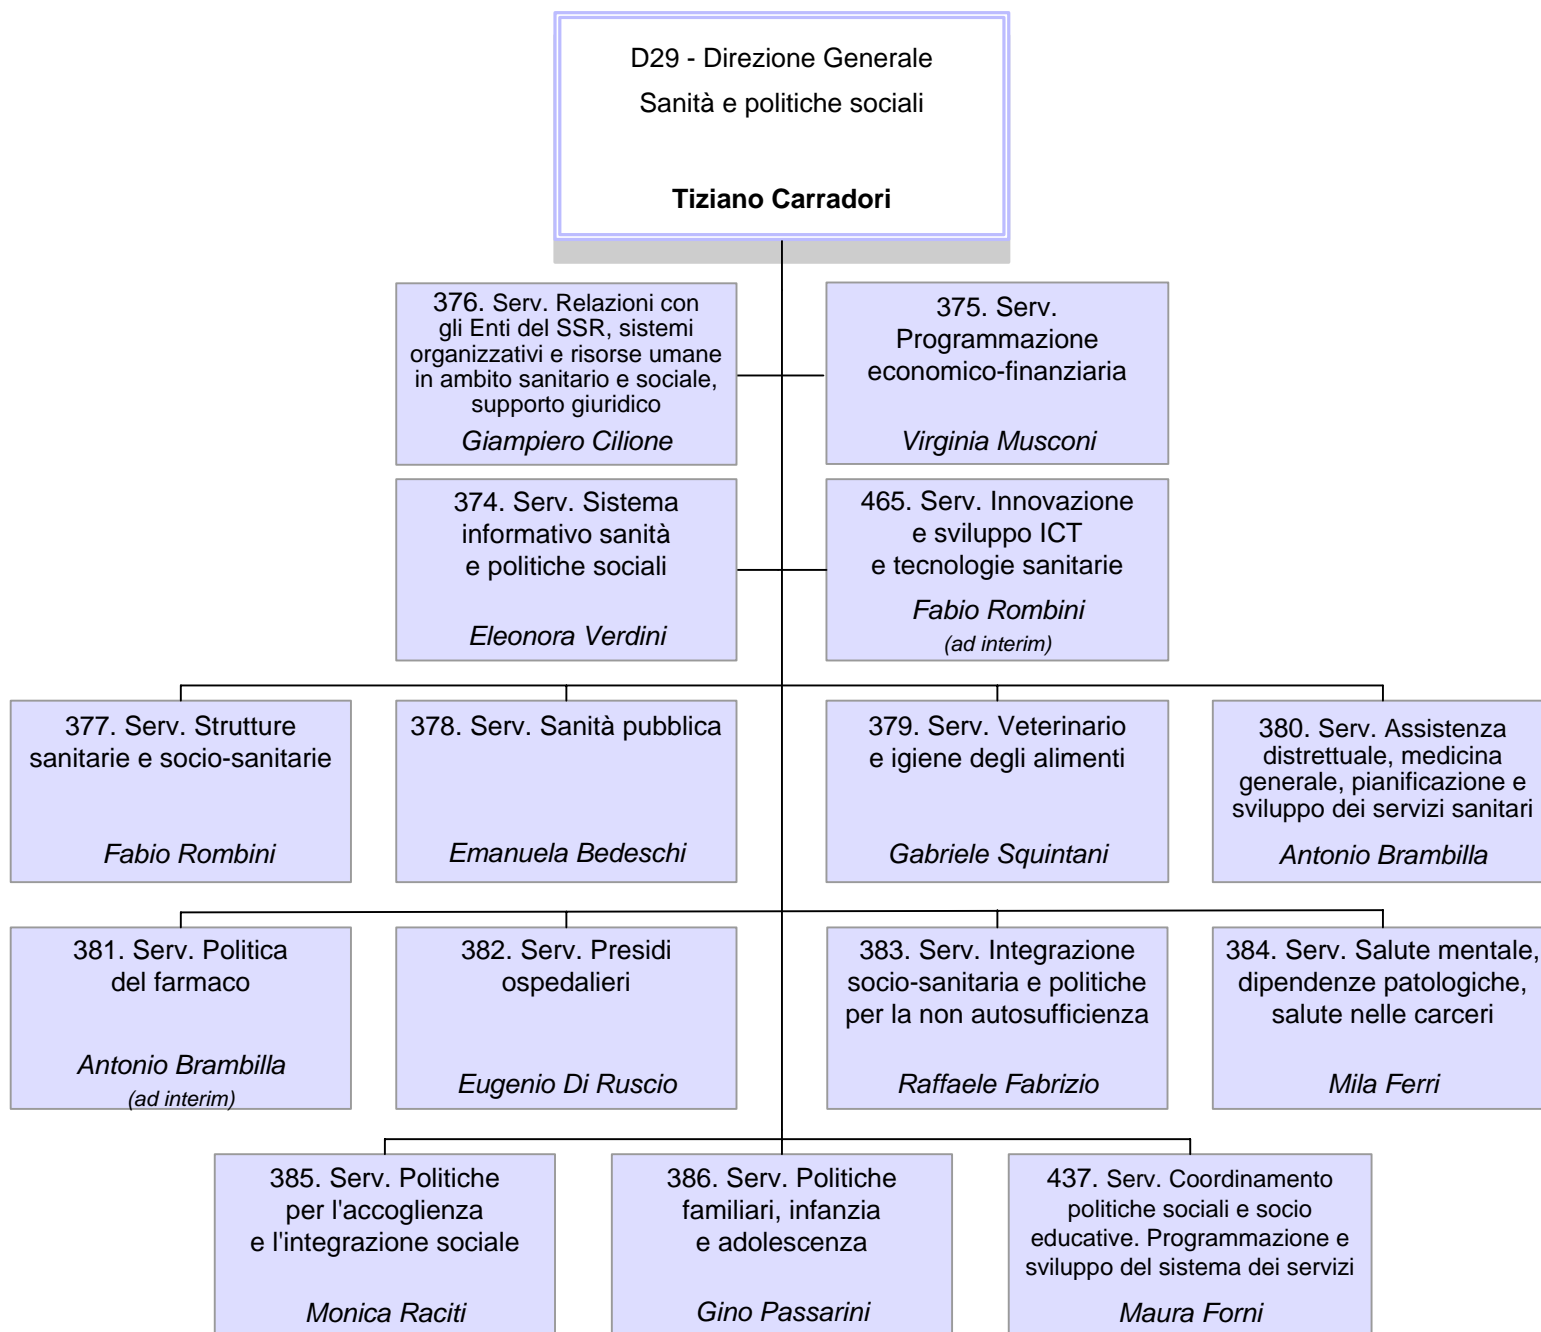 D29 - Direzione Generale
Sanità e politiche sociali
Tiziano Carradori
376. Serv. Relazioni con
gli Enti del SSR, sistemi
organizzativi e risorse umane
in ambito sanitario e sociale,
supporto giuridico
Giampiero Cilione
375. Serv.
Programmazione
economico-finanziaria
Virginia Musconi
374. Serv. Sistema
informativo sanità
e politiche sociali
Eleonora Verdini
465. Serv. Innovazione
e sviluppo ICT
e tecnologie sanitarie
Fabio Rombini
(ad interim)
377. Serv. Strutture
sanitarie e socio-sanitarie
Fabio Rombini
378. Serv. Sanità pubblica
Emanuela Bedeschi
379. Serv. Veterinario
e igiene degli alimenti
Gabriele Squintani
380. Serv. Assistenza
distrettuale, medicina
generale, pianificazione e
sviluppo dei servizi sanitari
Antonio Brambilla
381. Serv. Politica
del farmaco
Antonio Brambilla
(ad interim)
382. Serv. Presidi
ospedalieri
Eugenio Di Ruscio
383. Serv. Integrazione
socio-sanitaria e politiche
per la non autosufficienza
Raffaele Fabrizio
384. Serv. Salute mentale,
dipendenze patologiche,
salute nelle carceri
Mila Ferri
385. Serv. Politiche
per l'accoglienza
e l'integrazione sociale
Monica Raciti
386. Serv. Politiche
familiari, infanzia
e adolescenza
Gino Passarini
437. Serv. Coordinamento
politiche sociali e socio
educative. Programmazione e
sviluppo del sistema dei servizi
Maura Forni